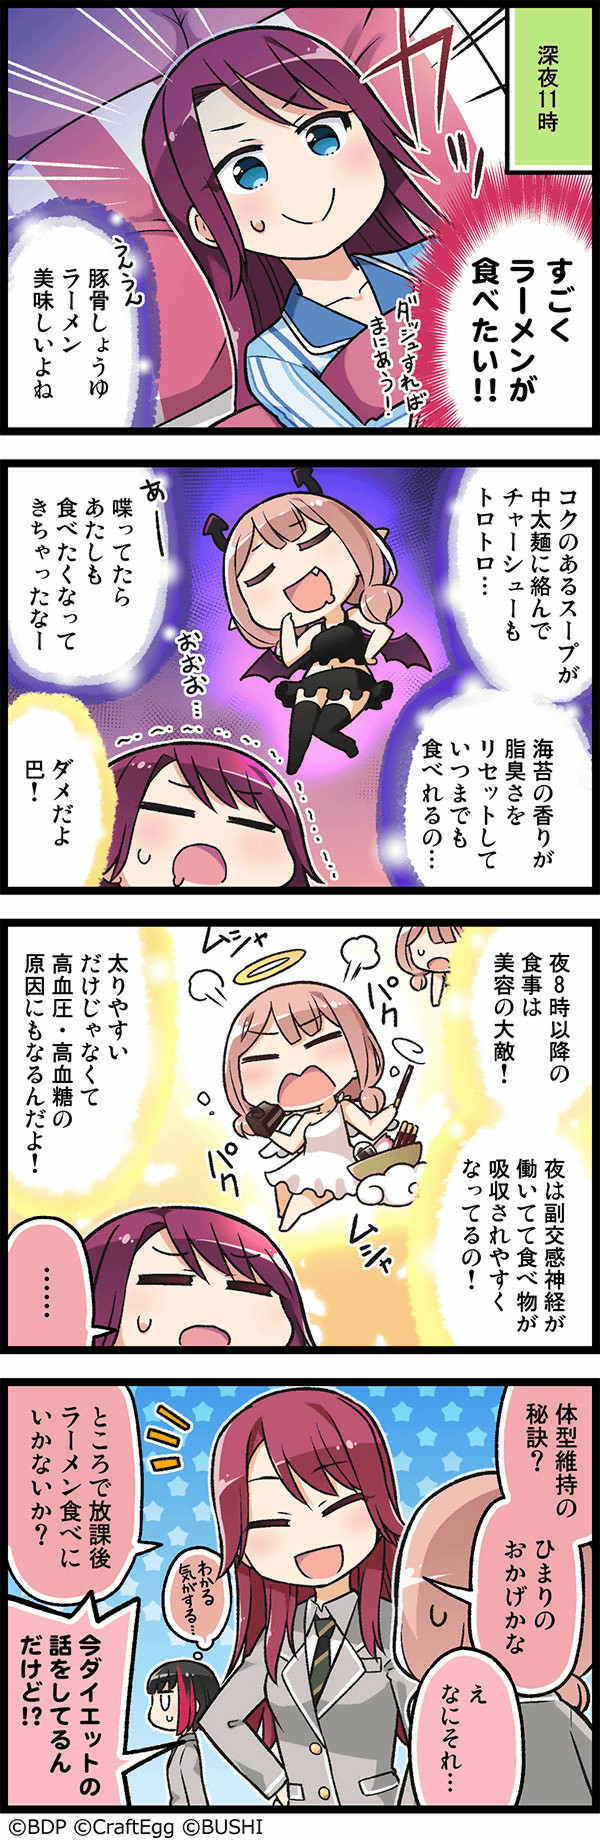 深夜11時
ガバッ
すごく
ラーメンが
食べたい!!
ダッシュすれば
まにあう!
うんうん
豚骨しょうゆ
ラーメン
美味しいよね
コクのあるスープが
中太麺に絡んで
チャーシューも
トロトロ…
海苔の香りが
脂臭さを
リセットして
いつまでも
食べれるの…
あー
喋ってたら
あたしも
食べたくなって
きちゃったなー
おおお…
ダメだよ
巴!
夜8時以降の
食事は
美容の大敵!
夜は副交感神経が
働いてて食べ物が
吸収されやすく
なってるの!
ムシャ
パク
パク
ムシャ
太りやすい
だけじゃなくて
高血圧・高血糖の
原因にもなるんだよ!
……
体型維持の
秘訣?
ひまりの
おかげかな
え
なにそれ…
ところで放課後
ラーメン食べに
いかないか?
わかる
気がする…
今ダイエットの
話をしてるん
だけど!?
©BDP ©CraftEgg ©BUSHI